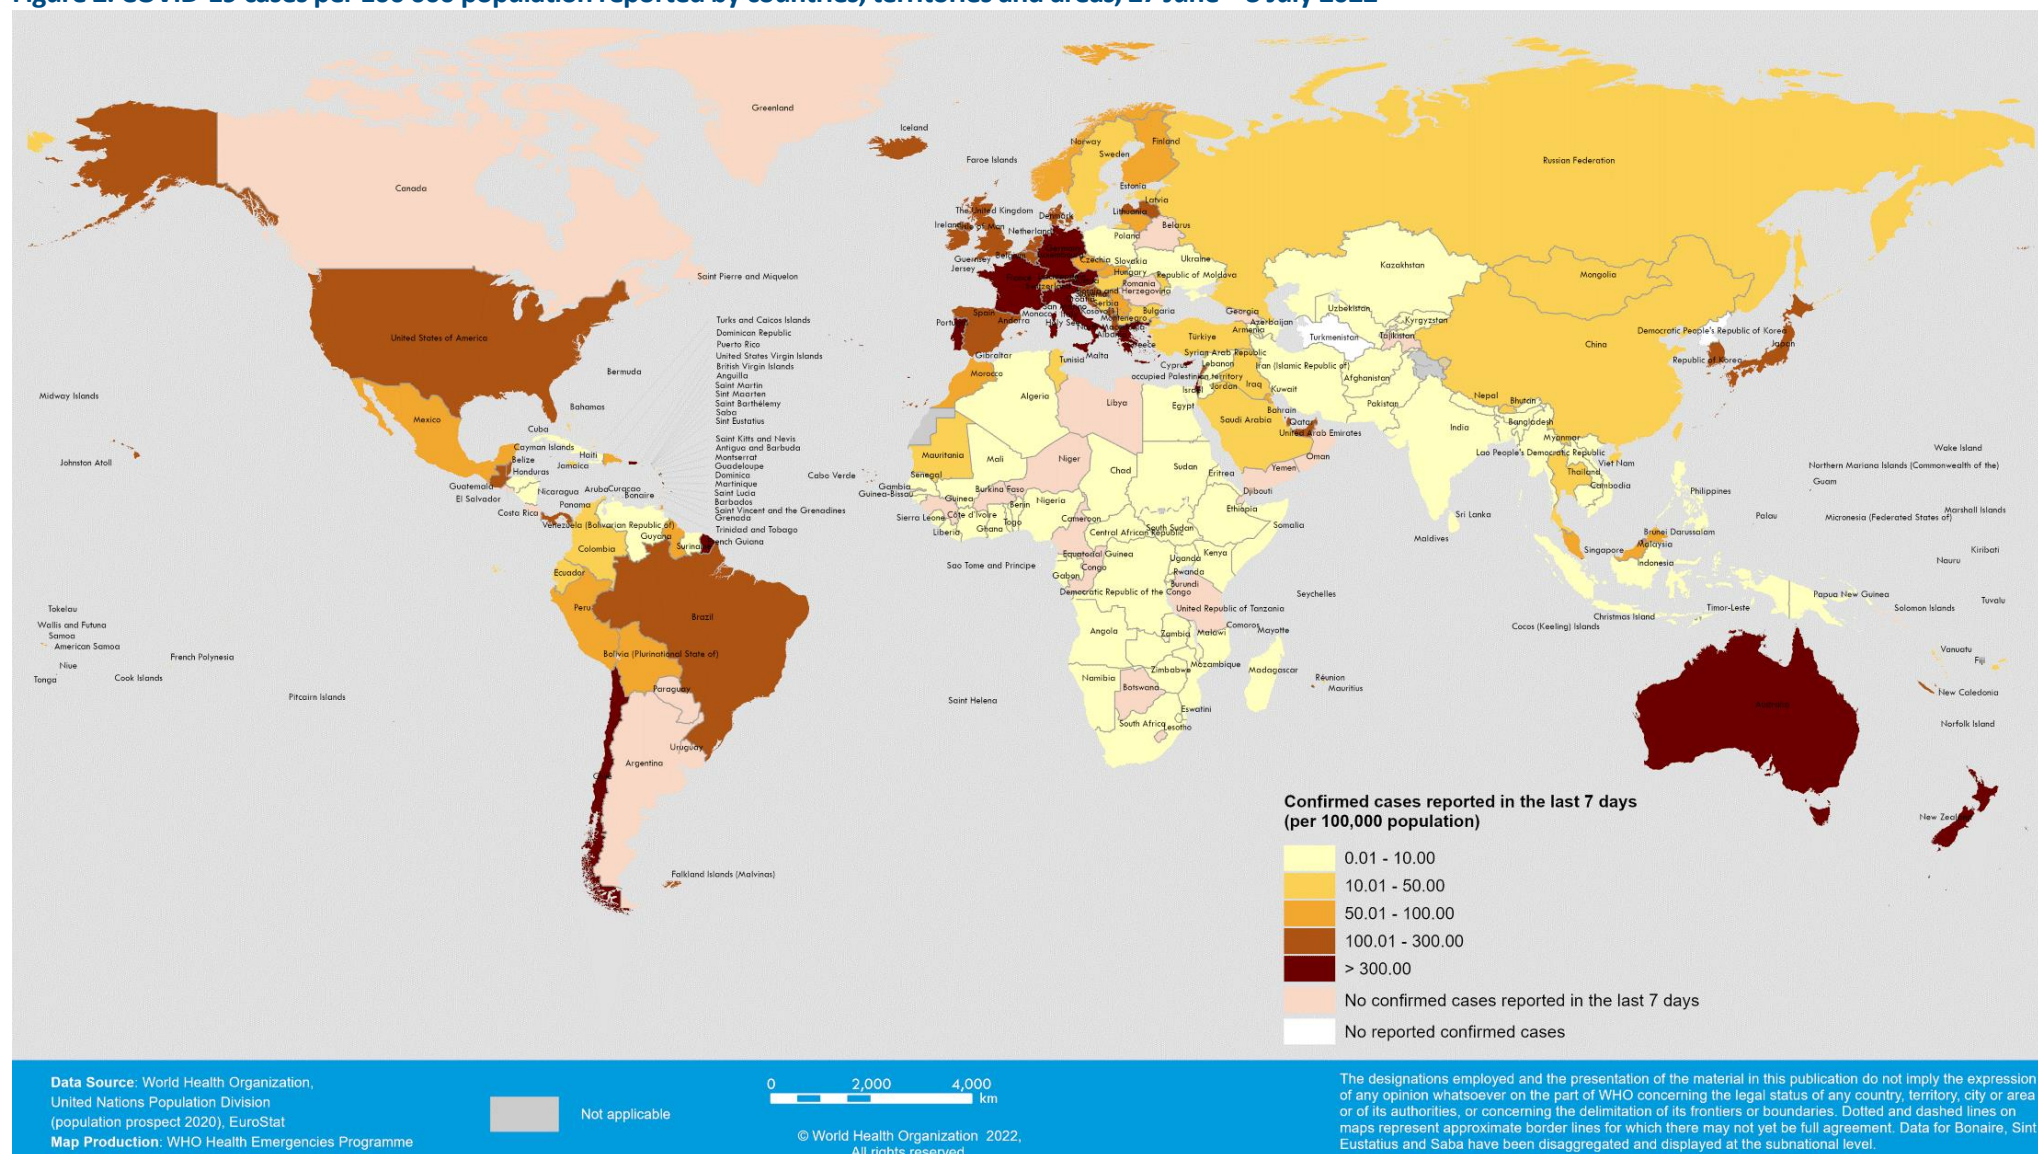 Canada
Greenland
Iceland
Faroe Islands
Norway
Sweden
Finland
Estonia
Latvia
Lithuania
Russian Federation
The United Kingdom
Denmark
Ireland
Netherland
Belarus
Poland
Guernsey
Jersey
Czechia
Slovakia
Ukraine
Hungary
Republic of Moldova
Romania
Kazakhstan
Mongolia
Saint Pierre and Miquelon
United States of America
Spain
Andorra
Monaco
Bulgaria
Georgia
Azerbaijan
Armenia
Uzbekistan
Kyrgyzstan
Turkmenistan
Tajikistan
Democratic People's Republic of Korea
Japan
Republic of Korea
China
Türkiye
Greece
Gibraltar
Tunisia
Malta
Syrian Arab Republic
Cyprus
Lebanon
Iran (Islamic Republic of)
occupied Palestinian territory
Israel
Jordan
Iraq
Kuwait
Afghanistan
Turks and Caicos Islands
Dominican Republic
Puerto Rico
United States Virgin Islands
British Virgin Islands
Anguilla
Saint Martin
Sint Maarten
Saint Barthélemy
Saba
Sint Eustatius
Saint Kitts and Nevis
Antigua and Barbuda
Montserrat
Guadeloupe
Dominica
Martinique
Saint Lucia
Barbados
Saint Vincent and the Grenadines
Grenada
Trinidad and Tobago
Bermuda
Midway Islands
Bahamas
Mexico
Cuba
Cayman Islands
Haiti
Belize
Jamaica
Honduras
Johnston Atoll
Guatemala
El Salvador
Nicaragua
Aruba
Curacao
Bonaire
Costa Rica
Panama
Venezuela (Bolivarian Republic of)
Guyana
Colombia
Ecuador
Peru
Brazil
Bolivia (Plurinational State of)
Paraguay
Uruguay
Argentina
Falkland Islands (Malvinas)
Morocco
Algeria
Libya
Egypt
Bahrain
Qatar
Saudi Arabia
United Arab Emirates
Oman
Yemen
Pakistan
Nepal
Bhutan
India
Bangladesh
Myanmar
Lao People's Democratic Republic
Viet Nam
Thailand
Cambodia
Philippines
Sri Lanka
Maldives
Cabo Verde
Mauritania
Mali
Niger
Chad
Sudan
Eritrea
Senegal
Gambia
Guinea-Bissau
Guinea
Burkina Faso
Benin
Nigeria
Djibouti
Sierra Leone
Côte d'Ivoire
Liberia
Ghana
Togo
Cameroon
Central African Republic
South Sudan
Ethiopia
Somalia
Equatorial Guinea
Sao Tome and Principe
Gabon
Congo
Uganda
Kenya
Rwanda
Burundi
Democratic Republic of the Congo
United Republic of Tanzania
Seychelles
Angola
Zambia
Malawi
Comoros
Mayotte
Mozambique
Zimbabwe
Madagascar
Namibia
Botswana
Réunion
Mauritius
Saint Helena
Eswatini
South Africa
Lesotho
Brunei Darussalam
Malaysia
Singapore
Indonesia
Papua New Guinea
Timor-Leste
Christmas Island
Cocos (Keeling) Islands
Wake Island
Northern Mariana Islands (Commonwealth of the)
Guam
Palau
Micronesia (Federated States of)
Marshall Islands
Kiribati
Nauru
Tuvalu
Solomon Islands
Vanuatu
Fiji
New Caledonia
Norfolk Island
Tokelau
Wallis and Futuna
Samoa
American Samoa
Niue
Tonga
Cook Islands
French Polynesia
Pitcairn Islands
Confirmed cases reported in the last 7 days
(per 100,000 population)
0.01 - 10.00
10.01 - 50.00
50.01 - 100.00
100.01 - 300.00
> 300.00
No confirmed cases reported in the last 7 days
No reported confirmed cases
Data Source: World Health Organization,
United Nations Population Division
(population prospect 2020), EuroStat
Map Production: WHO Health Emergencies Programme
Not applicable
0 2,000 4,000
km
© World Health Organization 2022,
All rights reserved
The designations employed and the presentation of the material in this publication do not imply the expression
of any opinion whatsoever on the part of WHO concerning the legal status of any country, territory, city or area
or of its authorities, or concerning the delimitation of its frontiers or boundaries. Dotted and dashed lines on
maps represent approximate border lines for which there may not yet be full agreement. Data for Bonaire, Sint
Eustatius and Saba have been disaggregated and displayed at the subnational level.